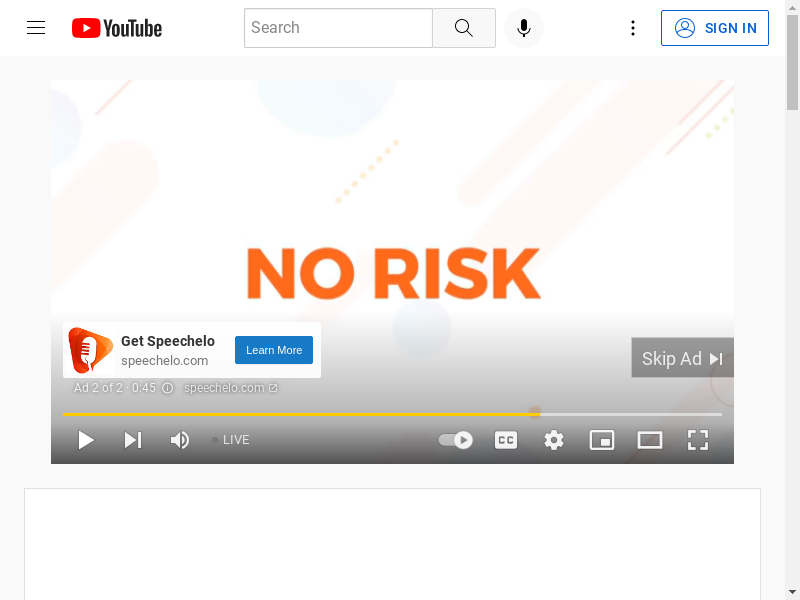 YouTube
Search
SIGN IN
NO RISK
Get Speechelo
speechelo.com
Learn More
Skip Ad
Ad 2 of 2 · 0:45
speechelo.com
LIVE
CC